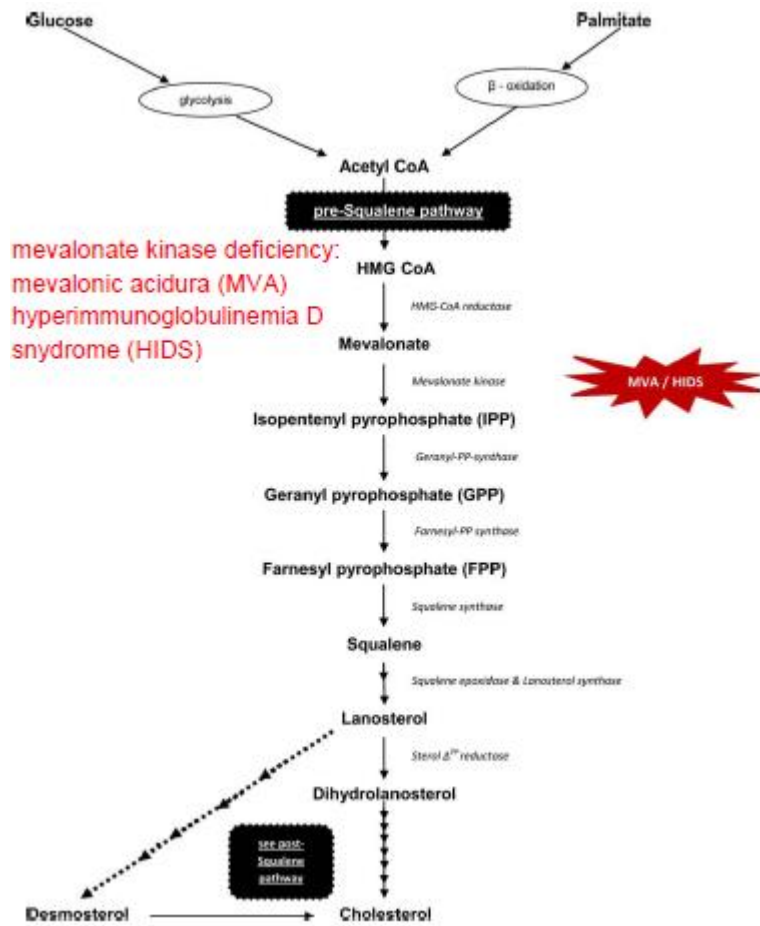 Glucose
Palmitate
glycolysis
β - oxidation
Acetyl CoA
pre-Squalene pathway
mevalonate kinase deficiency:
mevalonic acidura (MVA)
hyperimmunoglobulinemia D
snydrome (HIDS)
HMG CoA
HMG-CoA reductase
Mevalonate
Mevalonate kinase
MVA / HIDS
Isopentenyl pyrophosphate (IPP)
Geranyl-PP-synthase
Geranyl pyrophosphate (GPP)
Farnesyl-PP synthase
Farnesyl pyrophosphate (FPP)
Squalene synthase
Squalene
Squalene epoxidase & Lanosterol synthase
Lanosterol
Sterol reductase
Dihydrolanosterol
see post-
Squalene
pathway
Desmosterol
Cholesterol